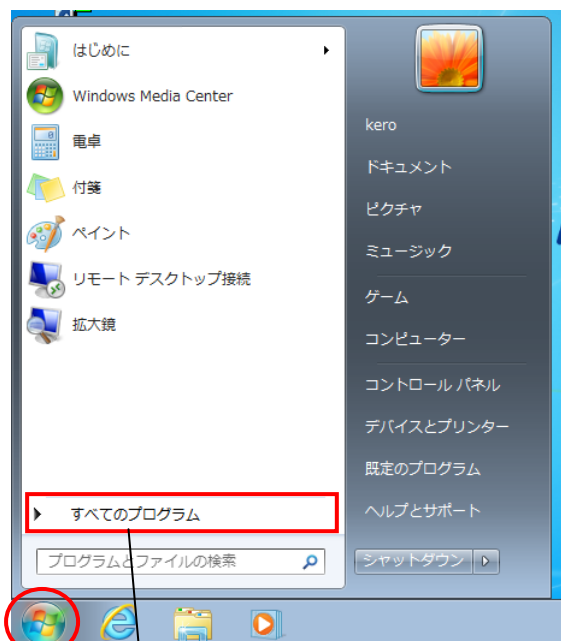 はじめに
Windows Media Center
電卓
付箋
ペイント
リモート デスクトップ接続
拡大鏡
すべてのプログラム
プログラムとファイルの検索
kero
ドキュメント
ピクチャ
ミュージック
ゲーム
コンピューター
コントロール パネル
デバイスとプリンター
既定のプログラム
ヘルプとサポート
シャットダウン